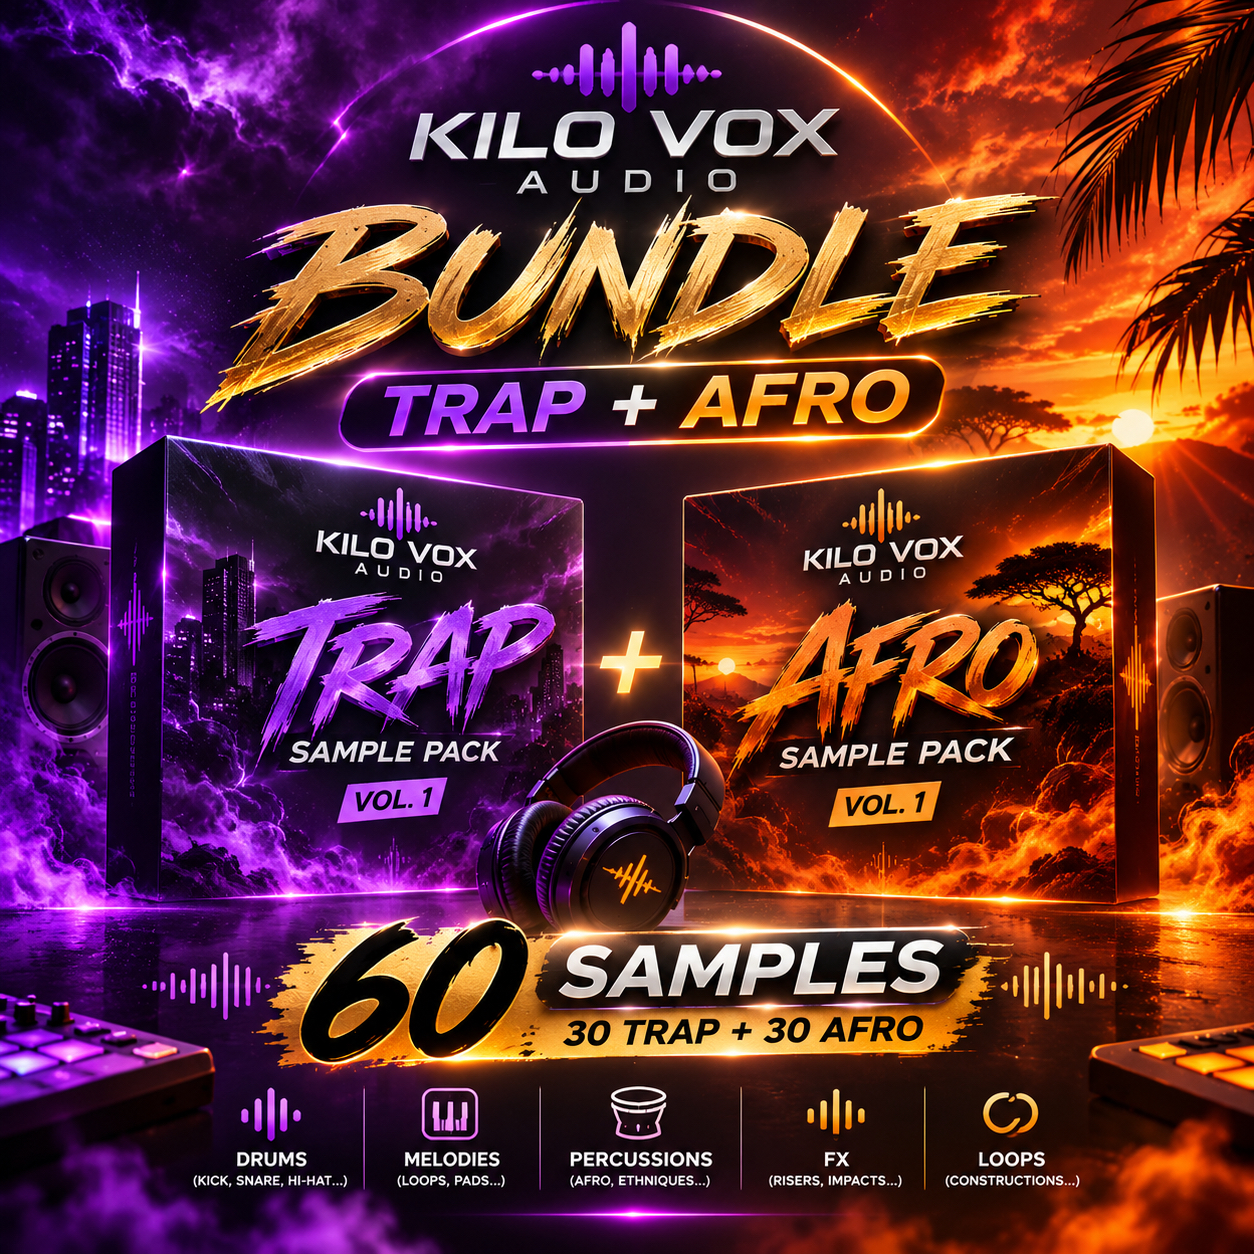 KILO VOX
AUDIO
BUNDLE
TRAP + AFRO
KILO VOX
AUDIO
TRAP
SAMPLE PACK
VOL. 1
+
KILO VOX
AUDIO
AFRO
SAMPLE PACK
VOL. 1
60 SAMPLES
30 TRAP + 30 AFRO
DRUMS
(KICK, SNARE, HI-HAT...)
MELODIES
(LOOPS, PADS...)
PERCUSSIONS
(AFRO, ETHNIQUES...)
FX
(RISERS, IMPACTS...)
LOOPS
(CONSTRUCTIONS...)